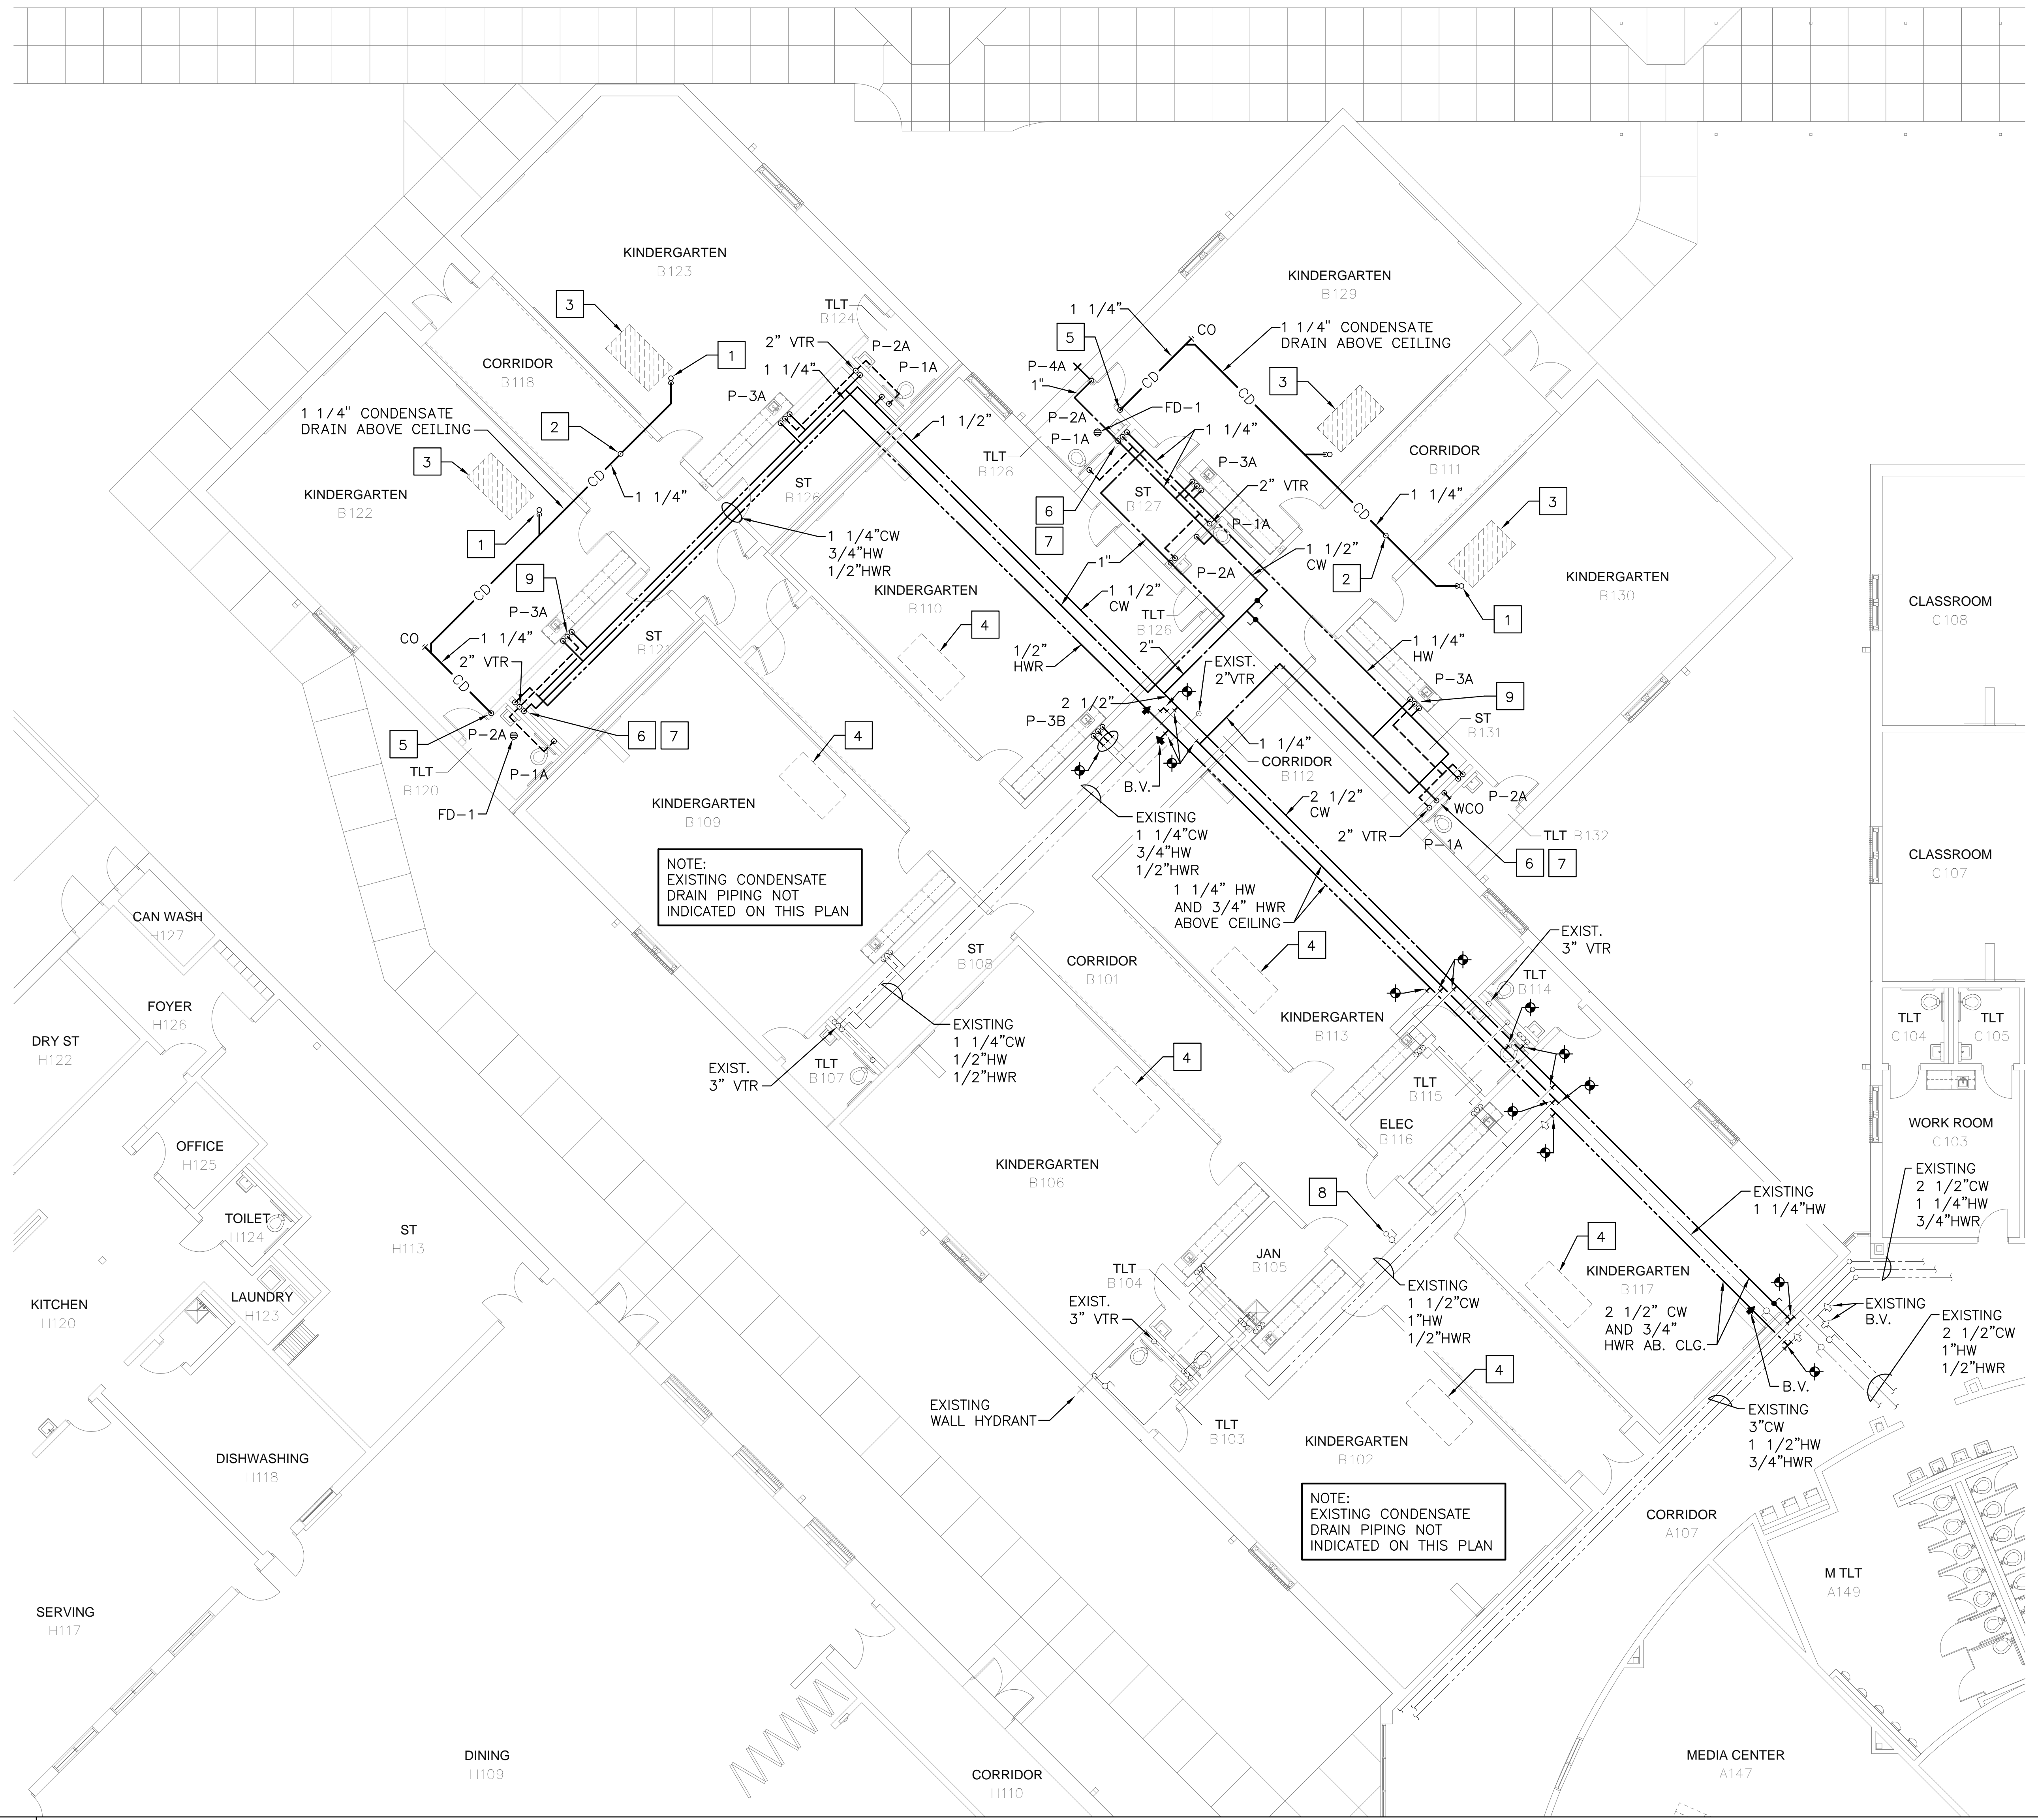 KINDERGARTEN
B123
KINDERGARTEN
B129
3
TLT
B124
2" VTR
P-2A
1
P-1A
1 1/4"
CORRIDOR
B118
P-3A
1 1/4" CONDENSATE
DRAIN ABOVE CEILING
2
3
CD
1 1/4"
KINDERGARTEN
B122
1
CD
CO
1 1/4"
2" VTR
CD
9
P-3A
ST
B126
1 1/4"CW
3/4"HW
1/2"HWR
ST
B121
5
P-2A
6
7
TLT
B120
P-1A
FD-1
1 1/2"
1 1/4"
5
CO
CD
1 1/4" CONDENSATE
DRAIN ABOVE CEILING
P-4A
1"
P-2A
FD-1
P-1A
CD
3
1 1/4"
TLT
B128
P-3A
CORRIDOR
B111
ST
B127
2" VTR
6
7
P-1A
CD
1 1/4"
3
1 1/2"
CW
2
P-2A
1
KINDERGARTEN
B130
1"
1 1/2"
CW
TLT
B126
KINDERGARTEN
B110
4
1/2"
HWR
2"
EXIST.
2"VTR
1 1/4"
HW
P-3A
9
ST
B131
2 1/2"
P-3B
B.V.
1 1/4"
CORRIDOR
B112
2 1/2"
CW
WCO
P-2A
2" VTR
P-1A
TLT B132
6
7
4
KINDERGARTEN
B109
EXISTING
1 1/4"CW
3/4"HW
1/2"HWR
1 1/4" HW
AND 3/4" HWR
ABOVE CEILING
NOTE:
EXISTING CONDENSATE
DRAIN PIPING NOT
INDICATED ON THIS PLAN
CLASSROOM
C108
CLASSROOM
C107
CAN WASH
H127
FOYER
H126
DRY ST
H122
OFFICE
H125
TOILET
H124
ST
H113
LAUNDRY
H123
KITCHEN
H120
DISHWASHING
H118
SERVING
H117
DINING
H109
CORRIDOR
H110
ST
B108
EXISTING
1 1/4"CW
1/2"HW
1/2"HWR
EXIST.
3" VTR
TLT
B107
CORRIDOR
B101
4
KINDERGARTEN
B113
4
EXIST.
3" VTR
TLT
B114
TLT
B115
ELEC
B116
KINDERGARTEN
B106
8
JAN
B105
TLT
B104
EXIST.
3" VTR
EXISTING
1 1/2"CW
1"HW
1/2"HWR
4
KINDERGARTEN
B117
2 1/2" CW
AND 3/4"
HWR AB. CLG.
EXISTING
1 1/4"HW
TLT
C104
TLT
C105
WORK ROOM
C103
EXISTING
2 1/2"CW
1 1/4"HW
3/4"HWR
EXISTING
B.V.
EXISTING
2 1/2"CW
1"HW
1/2"HWR
B.V.
EXISTING
3"CW
1 1/2"HW
3/4"HWR
EXISTING
WALL HYDRANT
TLT
B103
4
KINDERGARTEN
B102
NOTE:
EXISTING CONDENSATE
DRAIN PIPING NOT
INDICATED ON THIS PLAN
CORRIDOR
A107
M TLT
A149
MEDIA CENTER
A147